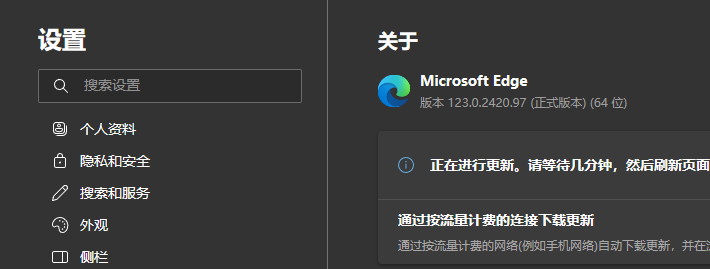 设置
搜索设置
个人资料
隐私和安全
搜索和服务
外观
侧栏
关于
Microsoft Edge
版本 123.0.2420.97 (正式版本) (64 位)
正在进行更新。请等待几分钟，然后刷新页面
通过按流量计费的连接下载更新
通过按流量计费的网络(例如手机网络)自动下载更新，并在